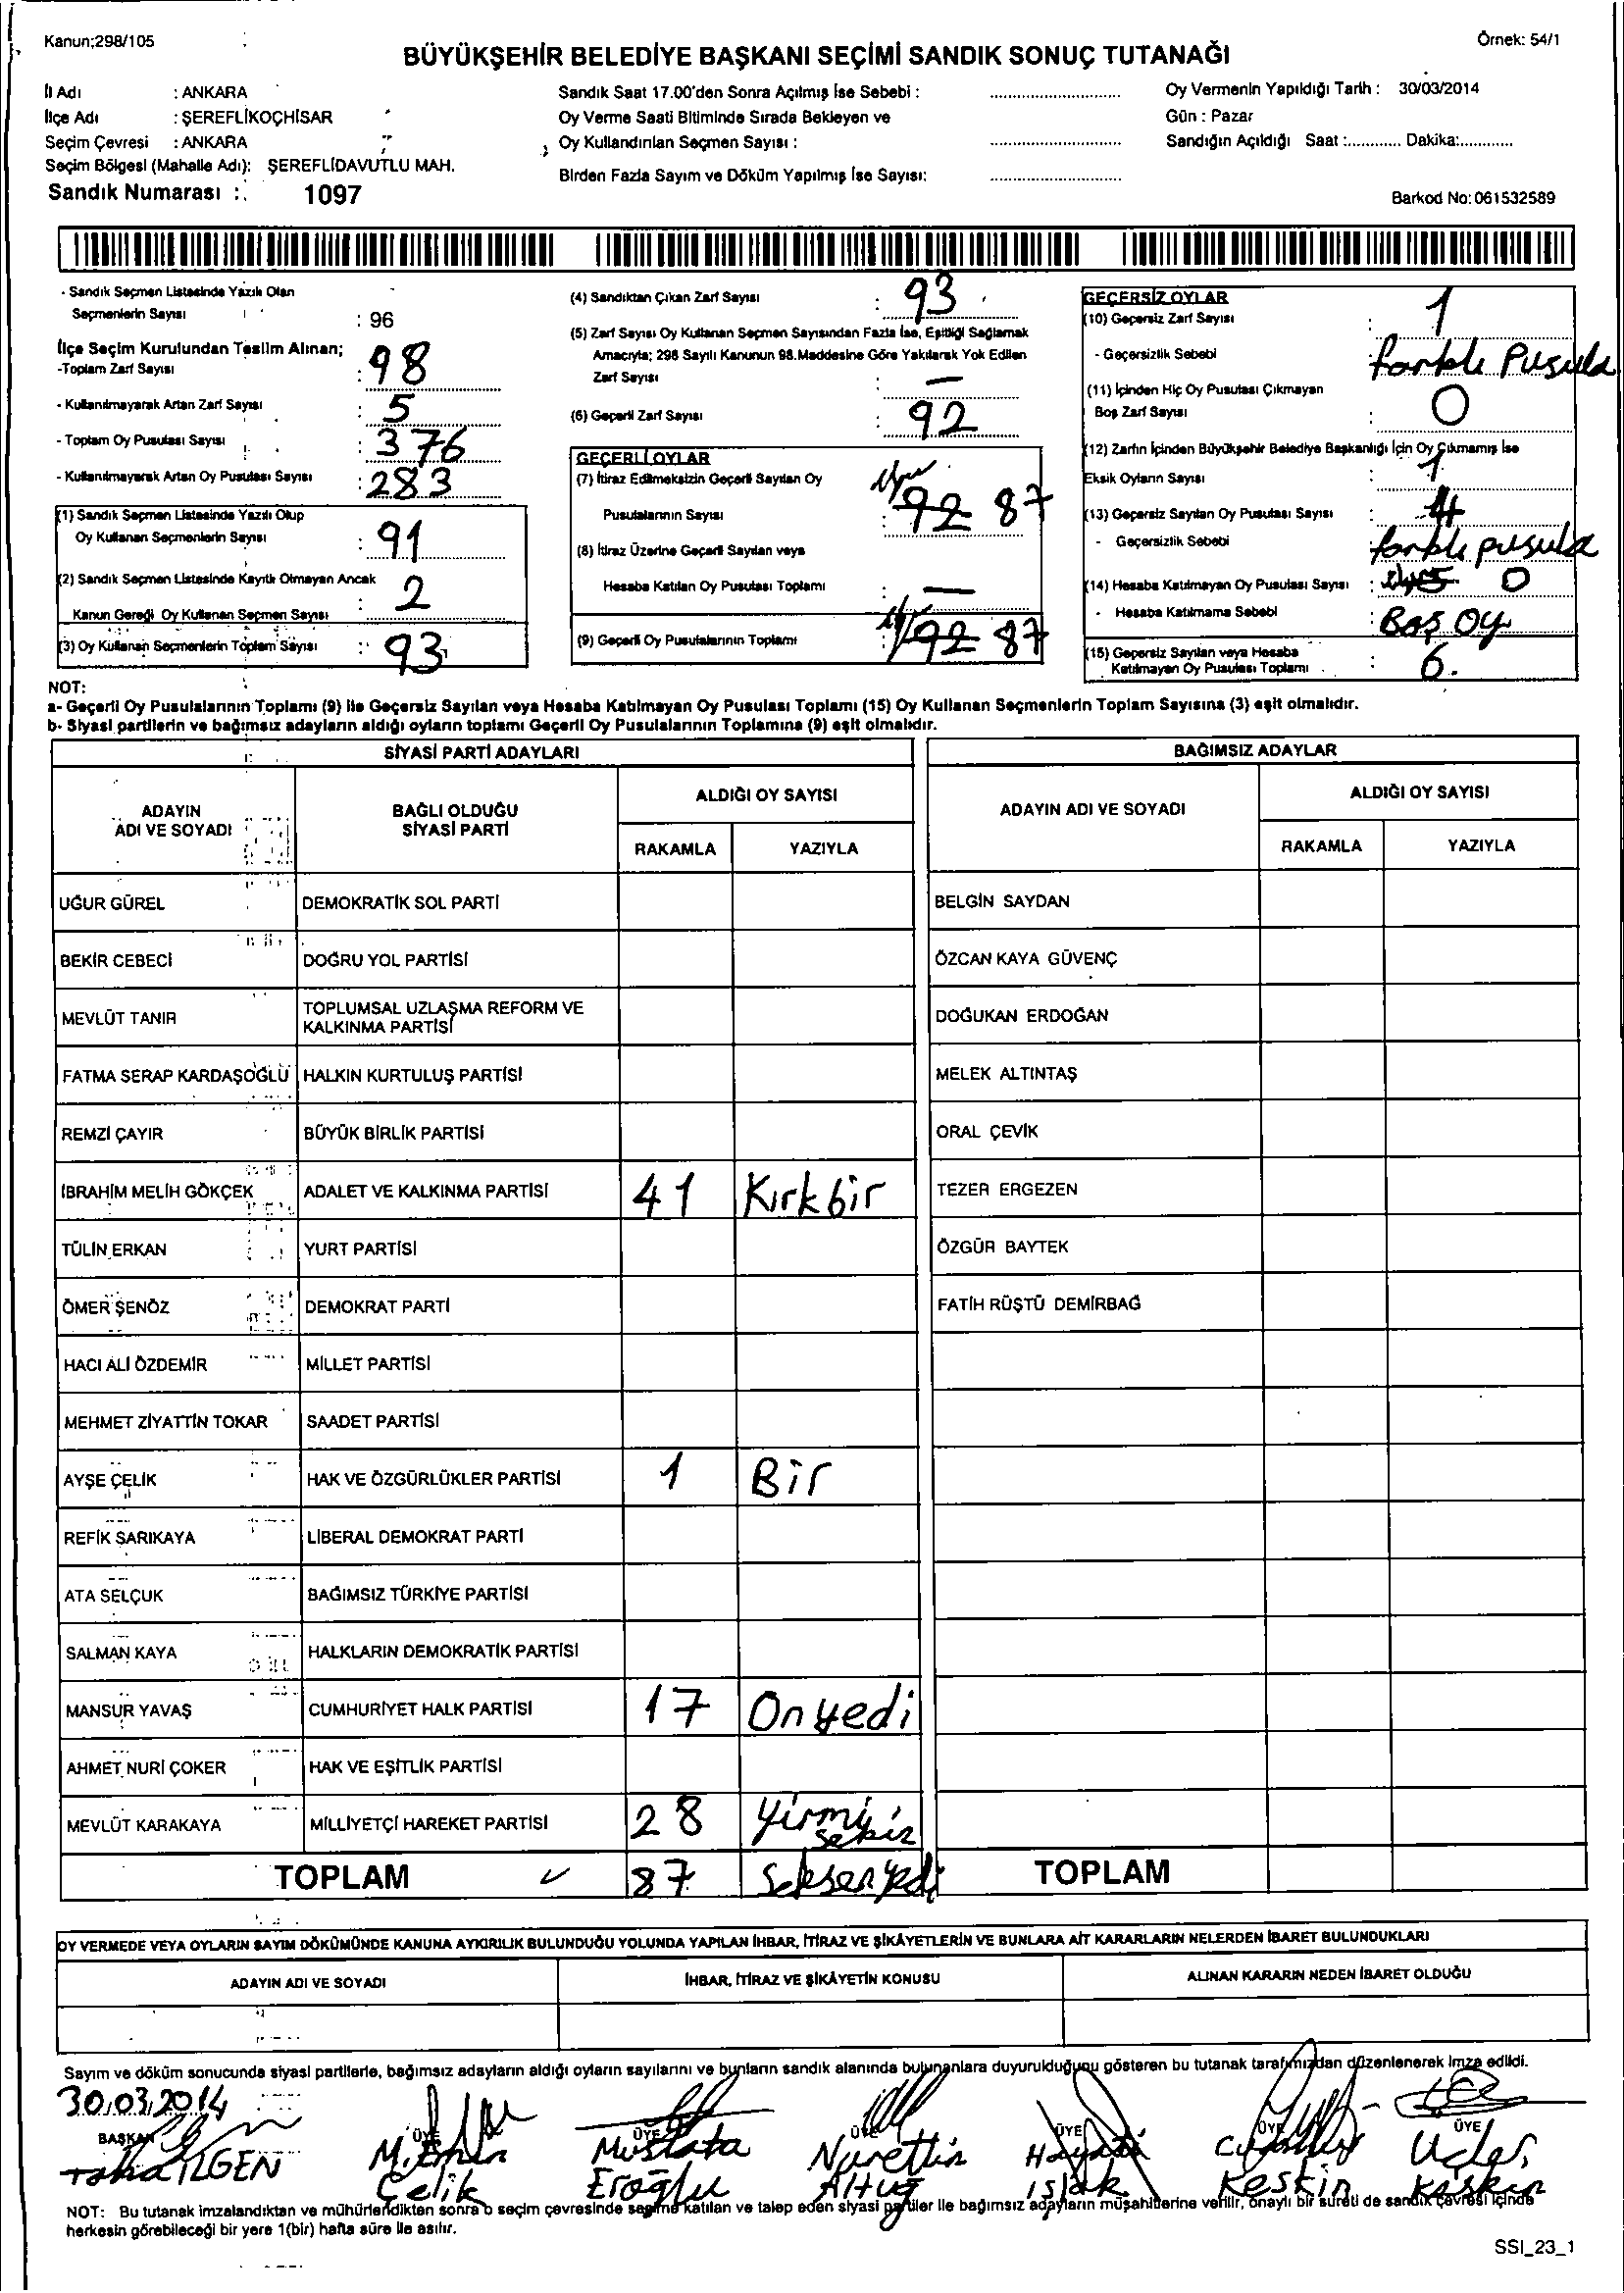 Kanun;298/105
Örnek: 54/1
BÜYÜKŞEHİR BELEDİYE BAŞKANI SEÇİMİ SANDIK SONUÇ TUTANAĞI
İl Adı : ANKARA
İlçe Adı : ŞEREFLİKOÇHİSAR
Seçim Çevresi : ANKARA
Seçim Bölgesi (Mahalle Adı): ŞEREFLİDAVUTLU MAH.
Sandık Numarası : 1097
Sandık Saat 17.00'den Sonra Açılmış İse Sebebi :
Oy Verme Saati Bitiminde Sırada Bekleyen ve
Oy Kullandırılan Seçmen Sayısı :
Birden Fazla Sayım ve Döküm Yapılmış İse Sayısı:
Oy Vermenin Yapıldığı Tarih : 30/03/2014
Gün : Pazar
Sandığın Açıldığı Saat :............ Dakika:............
Barkod No: 061532589
- Sandık Seçmen Listesinde Yazılı Olan
Seçmenlerin Sayısı : 96
İlçe Seçim Kurulundan Teslim Alınan;
-Toplam Zarf Sayısı : 98
- Kullanılmayarak Artan Zarf Sayısı : 5
- Toplam Oy Pusulası Sayısı : 376
- Kullanılmayarak Artan Oy Pusulası Sayısı : 283
(1) Sandık Seçmen Listesinde Yazılı Olup
Oy Kullanan Seçmenlerin Sayısı : 91
(2) Sandık Seçmen Listesinde Kayıtlı Olmayan Ancak
Kanun Gereği Oy Kullanan Seçmen Sayısı : 2
(3) Oy Kullanan Seçmenlerin Toplam Sayısı : 93
(4) Sandıktan Çıkan Zarf Sayısı : 93
(5) Zarf Sayısı Oy Kullanan Seçmen Sayısından Fazla İse, Eşitliği Sağlamak
Amacıyla; 298 Sayılı Kanunun 98.Maddesine Göre Yakılarak Yok Edilen
Zarf Sayısı : —
(6) Geçerli Zarf Sayısı : 92
GEÇERLİ OYLAR
(7) İtiraz Edilmeksizin Geçerli Sayılan Oy
Pusulalarının Sayısı : 92 87
(8) İtiraz Üzerine Geçerli Sayılan veya
Hesaba Katılan Oy Pusulası Toplamı : —
(9) Geçerli Oy Pusulalarının Toplamı : 92 87
GEÇERSİZ OYLAR
(10) Geçersiz Zarf Sayısı : 1
- Geçersizlik Sebebi : farklı Pusula
(11) İçinden Hiç Oy Pusulası Çıkmayan
Boş Zarf Sayısı : 0
(12) Zarfın İçinden Büyükşehir Belediye Başkanlığı İçin Oy Çıkmamış İse
Eksik Oyların Sayısı : 1
(13) Geçersiz Sayılan Oy Pusulası Sayısı : 4
- Geçersizlik Sebebi farklı pusula
(14) Hesaba Katılmayan Oy Pusulası Sayısı : 0
- Hesaba Katılmama Sebebi : Boş Oy
(15) Geçersiz Sayılan veya Hesaba
Katılmayan Oy Pusulası Toplamı : 6.
NOT:
a- Geçerli Oy Pusulalarının Toplamı (9) ile Geçersiz Sayılan veya Hesaba Katılmayan Oy Pusulası Toplamı (15) Oy Kullanan Seçmenlerin Toplam Sayısına (3) eşit olmalıdır.
b- Siyasi partilerin ve bağımsız adayların aldığı oyların toplamı Geçerli Oy Pusulalarının Toplamına (9) eşit olmalıdır.
SİYASİ PARTİ ADAYLARI
BAĞIMSIZ ADAYLAR
ADAYIN
ADI VE SOYADI
BAĞLI OLDUĞU
SİYASİ PARTİ
ALDIĞI OY SAYISI
RAKAMLA YAZIYLA
ADAYIN ADI VE SOYADI
ALDIĞI OY SAYISI
RAKAMLA YAZIYLA
UĞUR GÜREL DEMOKRATİK SOL PARTİ BELGİN SAYDAN
BEKİR CEBECİ DOĞRU YOL PARTİSİ ÖZCAN KAYA GÜVENÇ
MEVLÜT TANIR TOPLUMSAL UZLAŞMA REFORM VE
KALKINMA PARTİSİ DOĞUKAN ERDOĞAN
FATMA SERAP KARDAŞOĞLU HALKIN KURTULUŞ PARTİSİ MELEK ALTINTAŞ
REMZİ ÇAYIR BÜYÜK BİRLİK PARTİSİ ORAL ÇEVİK
İBRAHİM MELİH GÖKÇEK ADALET VE KALKINMA PARTİSİ 41 Kırkbir TEZER ERGEZEN
TÜLİN ERKAN YURT PARTİSİ ÖZGÜR BAYTEK
ÖMER ŞENÖZ DEMOKRAT PARTİ FATİH RÜŞTÜ DEMİRBAĞ
HACI ALİ ÖZDEMİR MİLLET PARTİSİ
MEHMET ZİYATTİN TOKAR SAADET PARTİSİ
AYŞE ÇELİK HAK VE ÖZGÜRLÜKLER PARTİSİ 1 Bir
REFİK SARIKAYA LİBERAL DEMOKRAT PARTİ
ATA SELÇUK BAĞIMSIZ TÜRKİYE PARTİSİ
SALMAN KAYA HALKLARIN DEMOKRATİK PARTİSİ
MANSUR YAVAŞ CUMHURİYET HALK PARTİSİ 17 Onyedi
AHMET NURİ ÇOKER HAK VE EŞİTLİK PARTİSİ
MEVLÜT KARAKAYA MİLLİYETÇİ HAREKET PARTİSİ 28 Yirmi
sekiz
TOPLAM 87 Seksenyedi TOPLAM
OY VERMEDE VEYA OYLARIN SAYIM DÖKÜMÜNDE KANUNA AYKIRILIK BULUNDUĞU YOLUNDA YAPILAN İHBAR, İTİRAZ VE ŞİKÂYETLERİN VE BUNLARA AİT KARARLARIN NELERDEN İBARET BULUNDUKLARI
ADAYIN ADI VE SOYADI İHBAR, İTİRAZ VE ŞİKÂYETİN KONUSU ALINAN KARARIN NEDEN İBARET OLDUĞU
Sayım ve döküm sonucunda siyasi partilerle, bağımsız adayların aldığı oyların sayılarını ve bunların sandık alanında bulunanlara duyurulduğunu gösteren bu tutanak tarafımızdan düzenlenerek imza edildi.
30.03.2014
BAŞKAN ÜYE ÜYE ÜYE ÜYE ÜYE ÜYE
Taha İLGEN M.Emin Mustafa Nurettin Hayati Uğur
Çelik Eroğlu Altuğ Işlak Keskin Keskin
NOT: Bu tutanak imzalandıktan ve mühürlendikten sonra o seçim çevresinde seçime katılan ve talep eden siyasi partiler ile bağımsız adayların müşahitlerine verilir, onaylı bir sureti de sandık çevresi içinde
herkesin görebileceği bir yere 1(bir) hafta süre ile asılır.
SSI_23_1